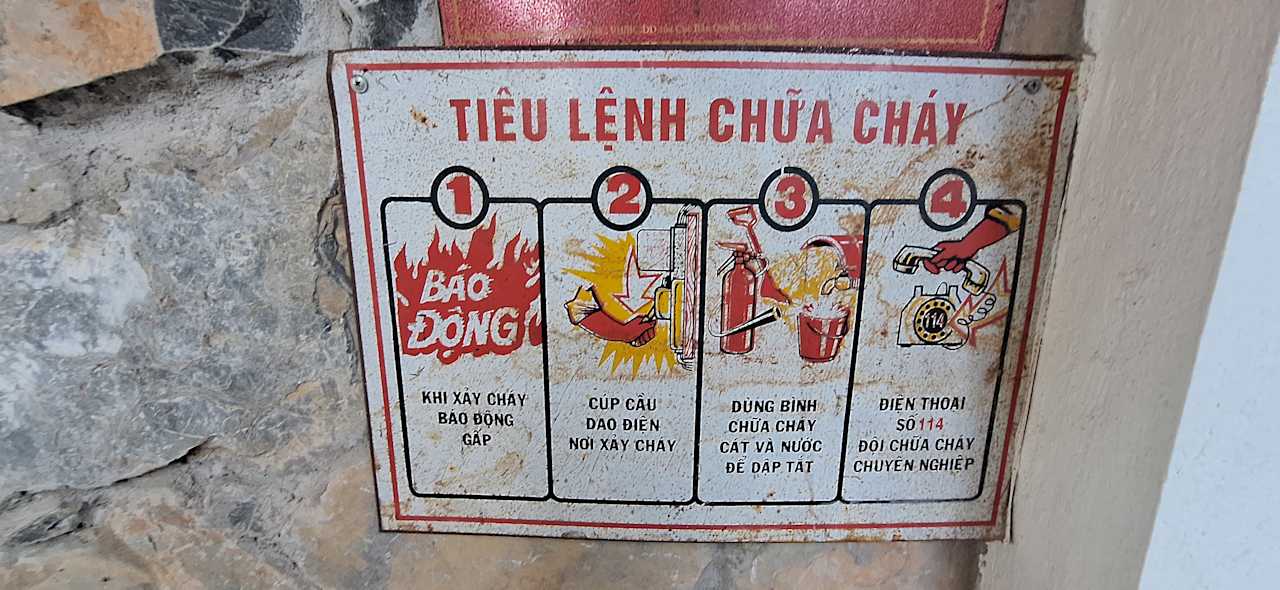 TIÊU LỆNH CHỮA CHÁY
1
BÁO
ĐỘNG
KHI XẢY CHÁY
BÁO ĐỘNG
GẤP
2
CÚP CẦU
DAO ĐIỆN
NƠI XẢY CHÁY
3
DÙNG BÌNH
CHỮA CHÁY
CÁT VÀ NƯỚC
ĐỂ DẬP TẮT
4
114
ĐIỆN THOẠI
SỐ 114
ĐỘI CHỮA CHÁY
CHUYÊN NGHIỆP